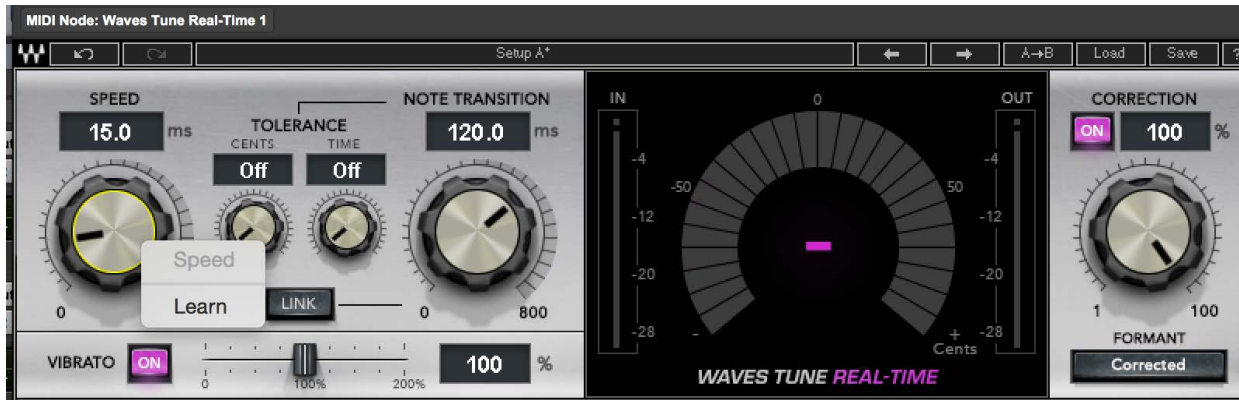 MIDI Node: Waves Tune Real-Time 1
Setup A*
A→B
Load
Save
?
SPEED
15.0 ms
TOLERANCE
CENTS
TIME
Off
Off
NOTE TRANSITION
120.0 ms
Speed
Learn
LINK
0
0
800
VIBRATO
ON
0
100%
200%
100 %
IN
-4
-12
-20
-28
0
-50
50
-
+
Cents
OUT
-4
-12
-20
-28
WAVES TUNE REAL-TIME
CORRECTION
ON
100 %
1
100
FORMANT
Corrected